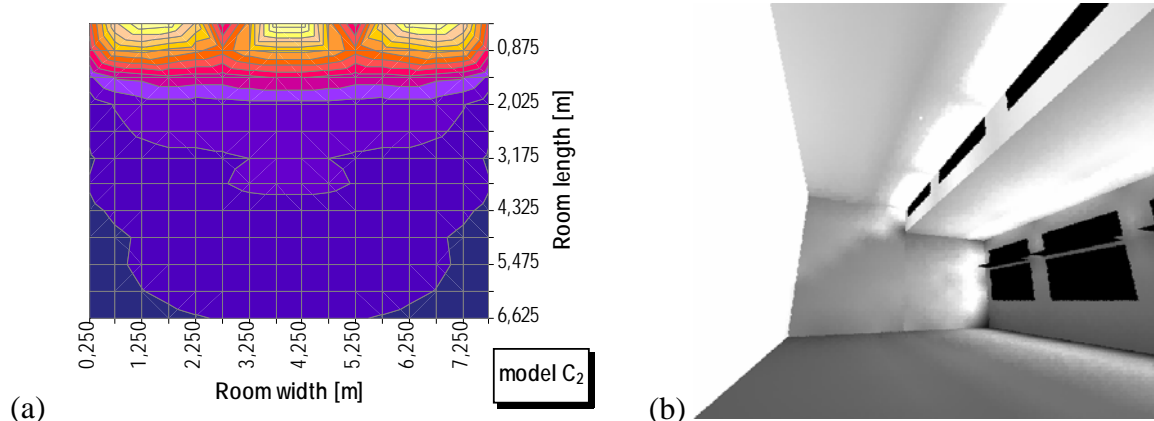 0,875
2,025
3,175
4,325
5,475
6,625
Room length [m]
0,250
1,250
2,250
3,250
4,250
5,250
6,250
7,250
Room width [m]
model C₂
(a)
(b)